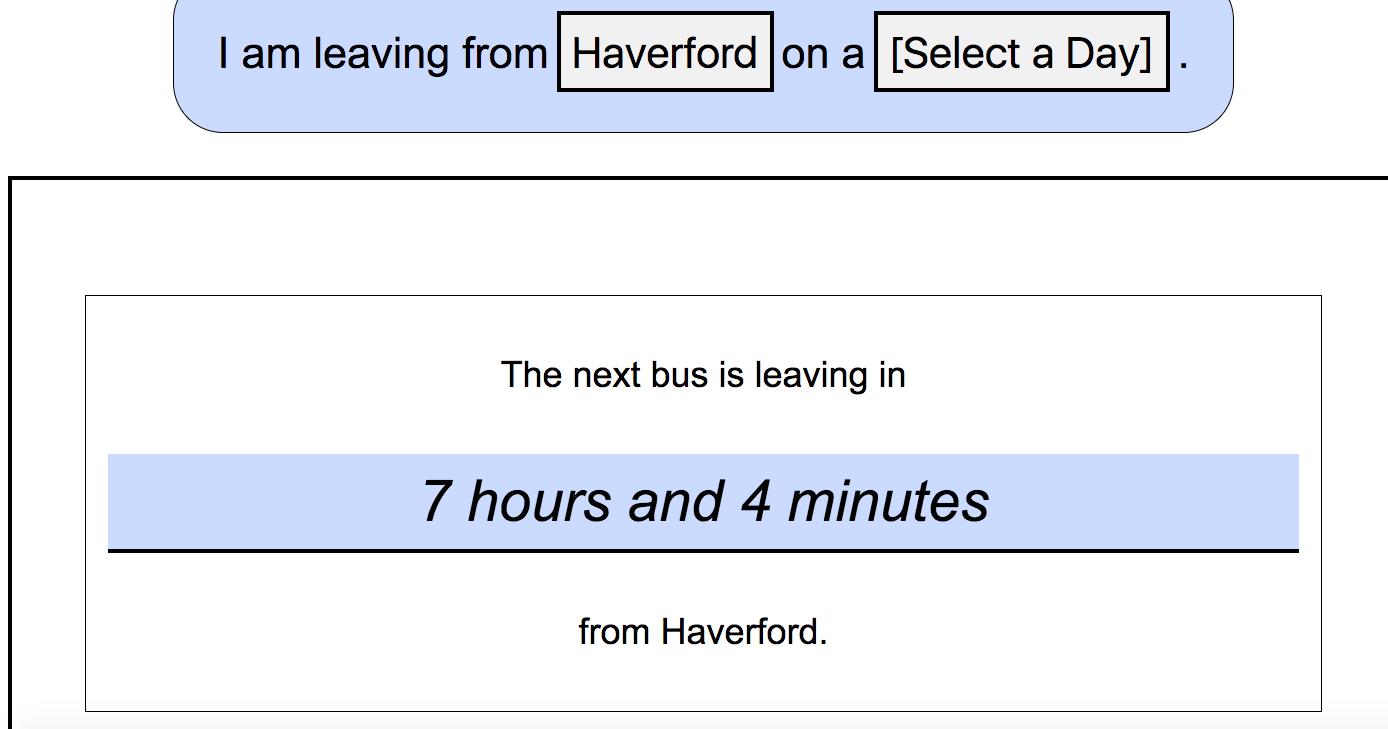 I am leaving from Haverford on a [Select a Day] .
The next bus is leaving in
7 hours and 4 minutes
from Haverford.